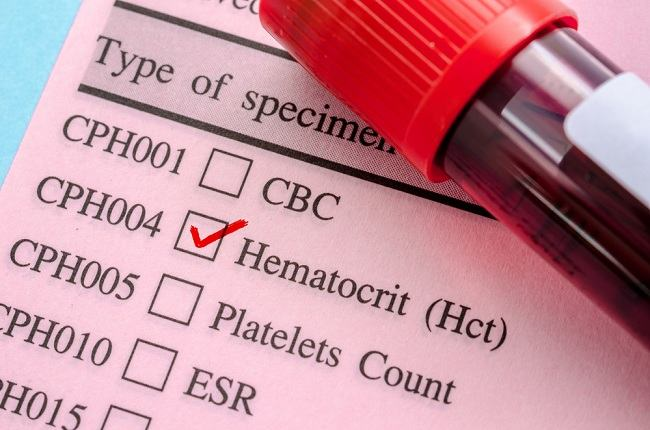 Type of specimen
CPH001 CBC
CPH004 Hematocrit (Hct)
CPH005 Platelets Count
CPH010 ESR